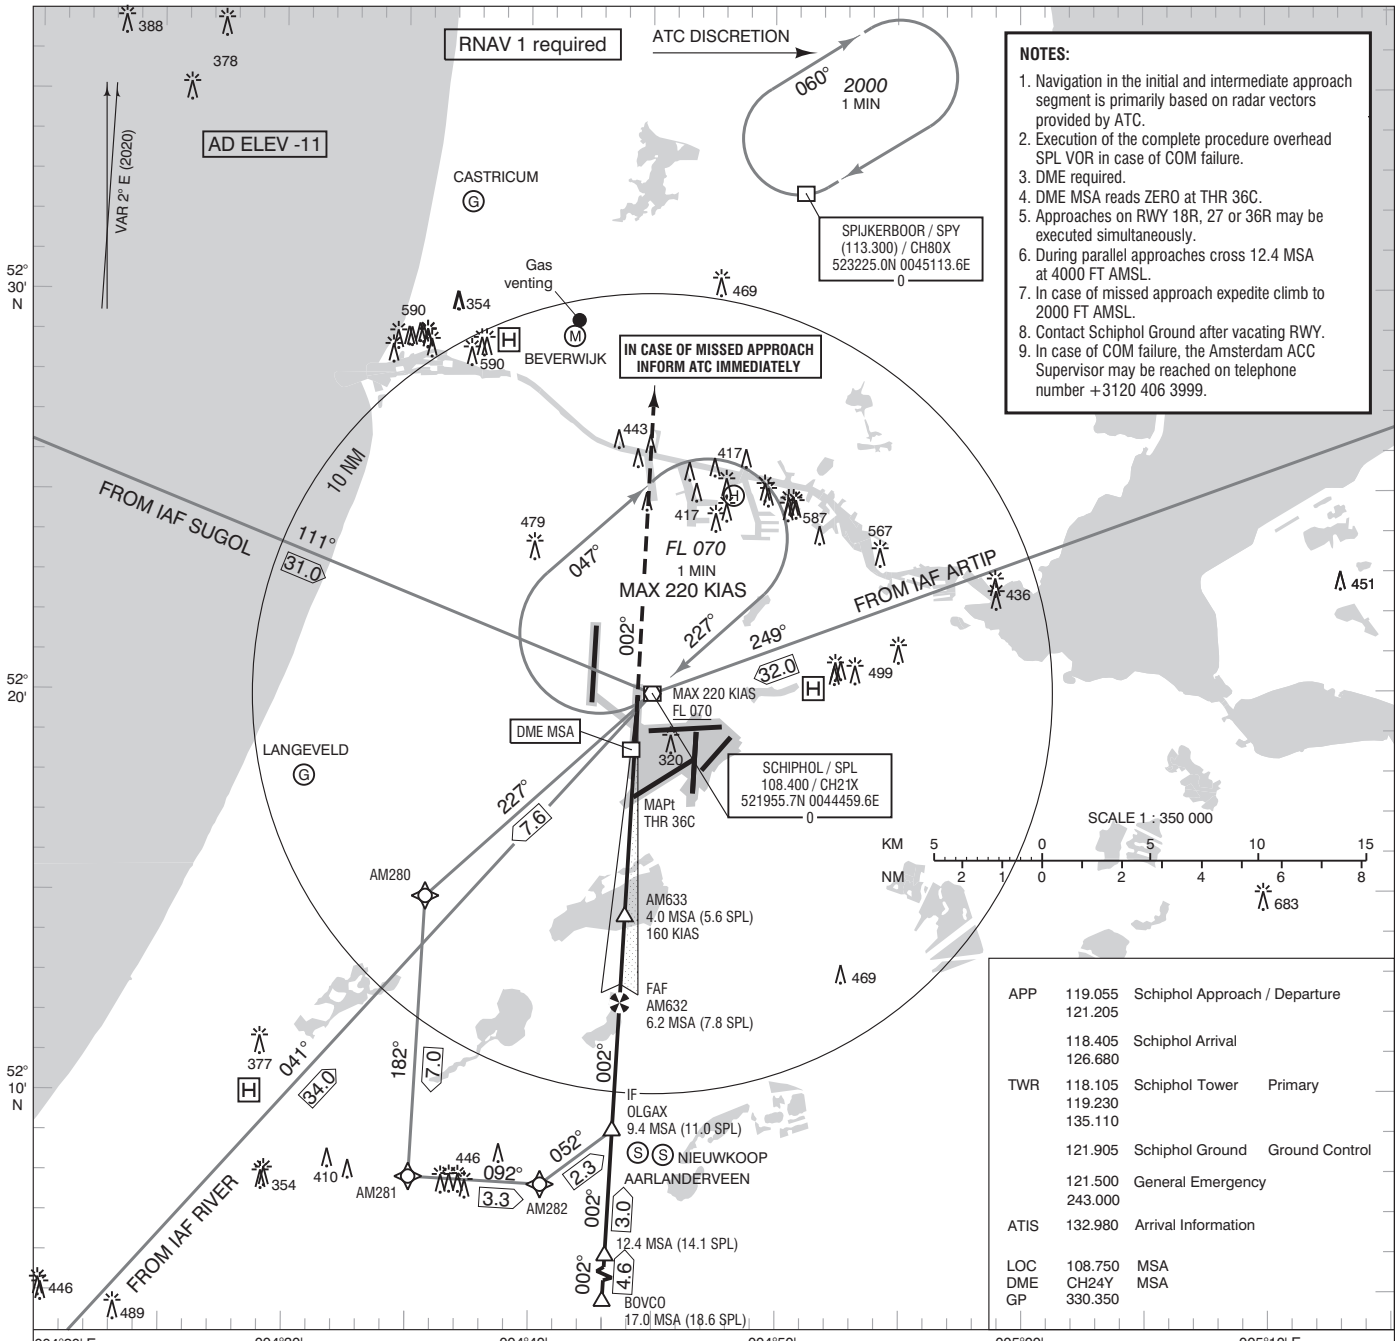 388
378
RNAV 1 required
ATC DISCRETION
060°
2000
1 MIN
AD ELEV -11
VAR 2° E (2020)
NOTES:
1. Navigation in the initial and intermediate approach
segment is primarily based on radar vectors
provided by ATC.
2. Execution of the complete procedure overhead
SPL VOR in case of COM failure.
3. DME required.
4. DME MSA reads ZERO at THR 36C.
5. Approaches on RWY 18R, 27 or 36R may be
executed simultaneously.
6. During parallel approaches cross 12.4 MSA
at 4000 FT AMSL.
7. In case of missed approach expedite climb to
2000 FT AMSL.
8. Contact Schiphol Ground after vacating RWY.
9. In case of COM failure, the Amsterdam ACC
Supervisor may be reached on telephone
number +3120 406 3999.
CASTRICUM
G
SPIJKERBOOR / SPY
(113.300) / CH80X
523225.0N 0045113.6E
0
52°
30'
N
Gas
venting
469
354
590
H
590
M
BEVERWIJK
IN CASE OF MISSED APPROACH
INFORM ATC IMMEDIATELY
443
417
10 NM
H
417
587
479
567
FROM IAF SUGOL
111°
31.0
047°
FL 070
1 MIN
MAX 220 KIAS
FROM IAF ARTIP
436
451
002°
227°
249°
32.0
499
H
52°
20'
MAX 220 KIAS
FL 070
DME MSA
320
LANGEVELD
G
SCHIPHOL / SPL
108.400 / CH21X
521955.7N 0044459.6E
0
227°
7.6
MAPt
THR 36C
SCALE 1 : 350 000
KM 5 0 5 10 15
NM 2 1 0 2 4 6 8
AM280
AM633
4.0 MSA (5.6 SPL)
160 KIAS
683
469
FAF
AM632
6.2 MSA (7.8 SPL)
377
041°
34.0
182°
7.0
002°
H
52°
10'
N
IF
OLGAX
9.4 MSA (11.0 SPL)
S S NIEUWKOOP
AARLANDERVEEN
052°
2.3
446
092°
3.3
410
354
AM281
AM282
002°
3.0
FROM IAF RIVER
12.4 MSA (14.1 SPL)
002°
4.6
446
489
BOVCO
17.0 MSA (18.6 SPL)
APP 119.055 Schiphol Approach / Departure
121.205
118.405 Schiphol Arrival
126.680
TWR 118.105 Schiphol Tower Primary
119.230
135.110
121.905 Schiphol Ground Ground Control
121.500 General Emergency
243.000
ATIS 132.980 Arrival Information
LOC 108.750 MSA
DME CH24Y MSA
GP 330.350